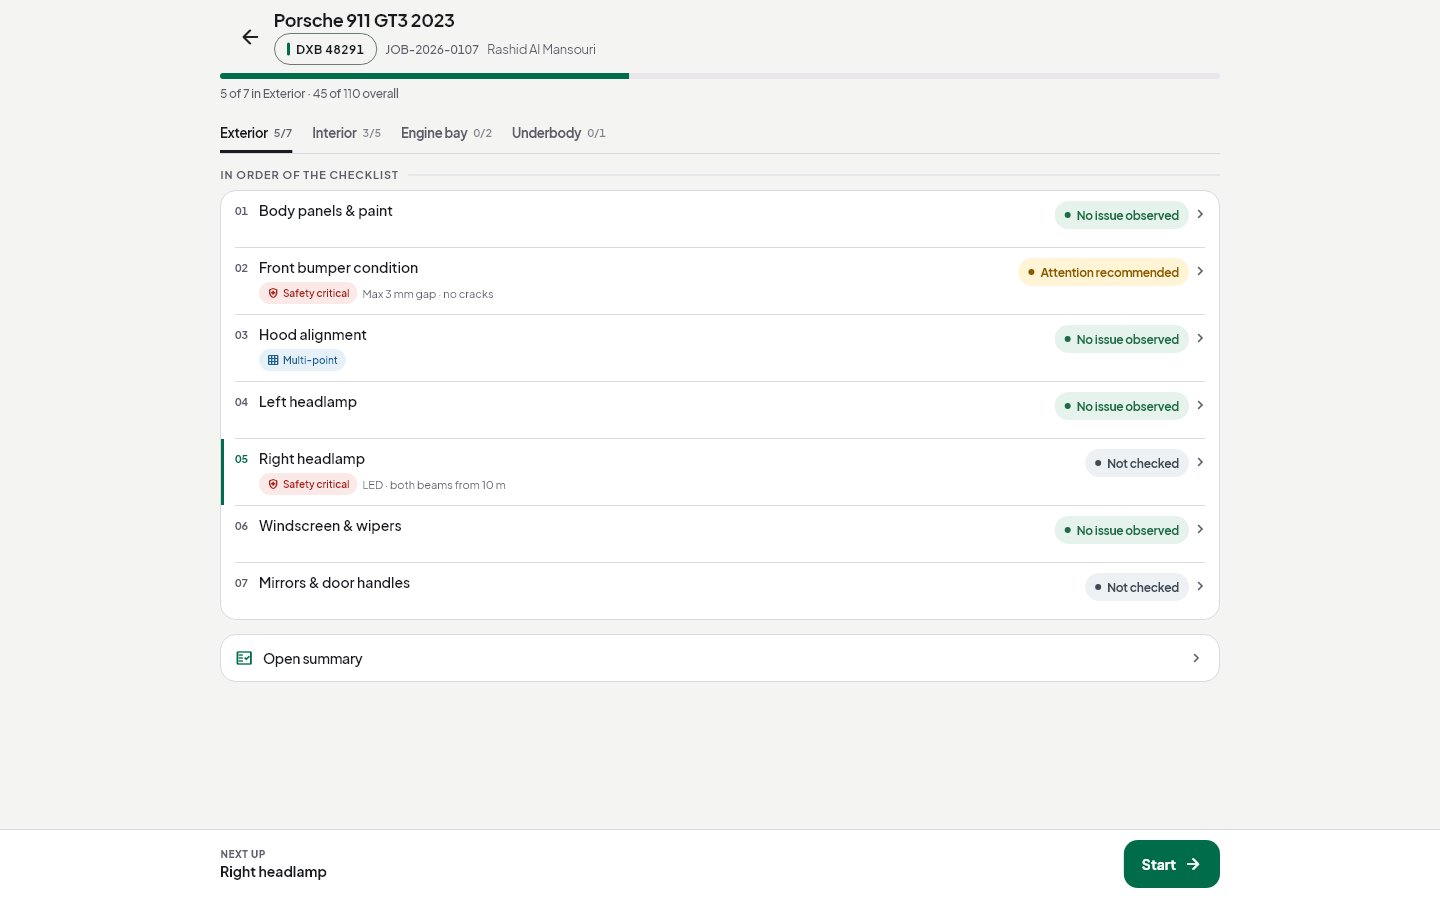 Porsche 911 GT3 2023
DXB 48291 JOB-2026-0107 Rashid Al Mansouri
5 of 7 in Exterior · 45 of 110 overall
Exterior 5/7 Interior 3/5 Engine bay 0/2 Underbody 0/1
IN ORDER OF THE CHECKLIST
01 Body panels & paint No issue observed
02 Front bumper condition Attention recommended
Safety critical Max 3 mm gap · no cracks
03 Hood alignment No issue observed
Multi-point
04 Left headlamp No issue observed
05 Right headlamp Not checked
Safety critical LED · both beams from 10 m
06 Windscreen & wipers No issue observed
07 Mirrors & door handles Not checked
Open summary
NEXT UP
Right headlamp
Start